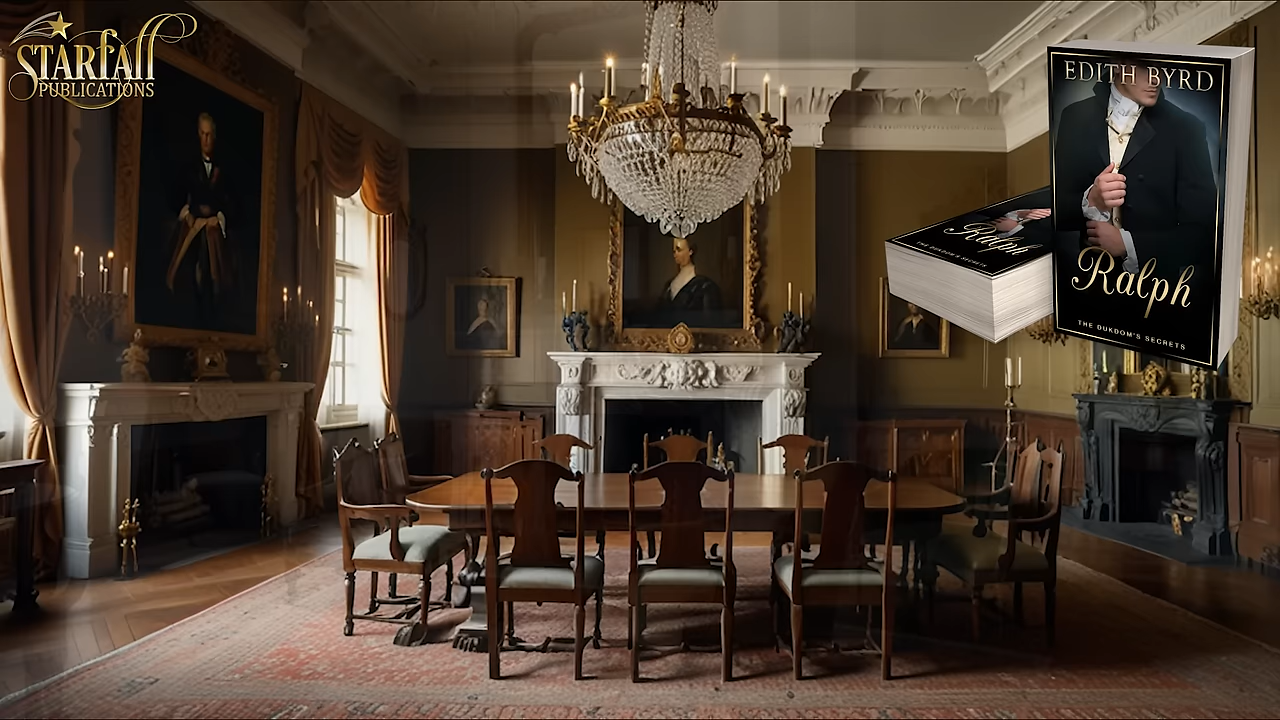 STARfall
PUBLICATIONS
EDITH BYRD
Ralph
THE DUKDOM'S SECRETS
Ralph
THE DUKDOM'S SECRETS